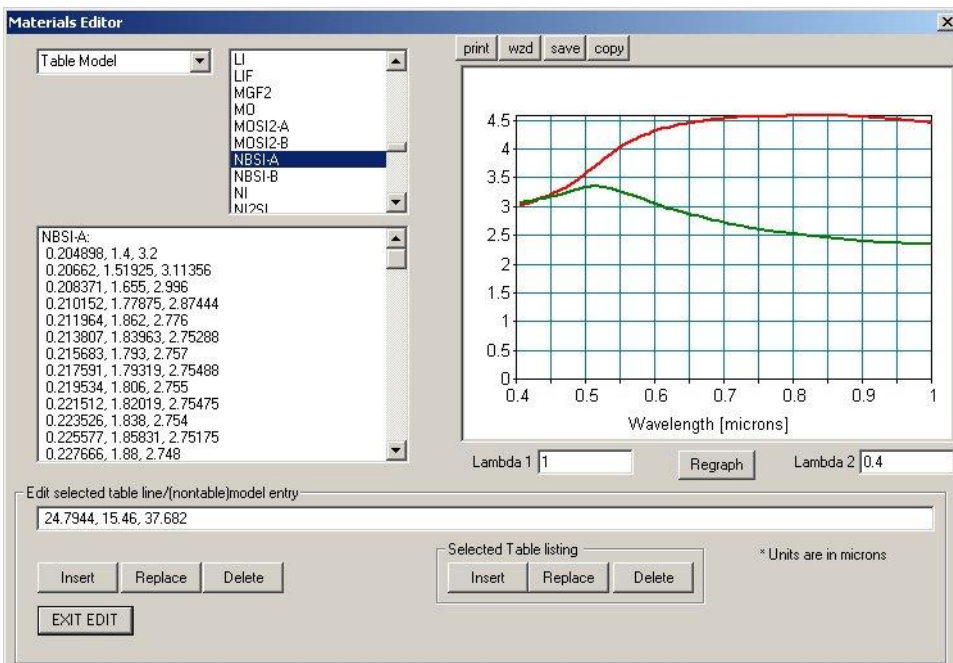 Materials Editor
Table Model
LI
LIF
MGF2
MO
MOSI2-A
MOSI2-B
NBSI-A
NBSI-B
NI
NI2SI
NBSI-A:
0.204898, 1.4, 3.2
0.20662, 1.51925, 3.11356
0.208371, 1.655, 2.996
0.210152, 1.77875, 2.87444
0.211964, 1.862, 2.776
0.213807, 1.83963, 2.75288
0.215683, 1.793, 2.757
0.217591, 1.79319, 2.75488
0.219534, 1.806, 2.755
0.221512, 1.82019, 2.75475
0.223526, 1.838, 2.754
0.225577, 1.85831, 2.75175
0.227666, 1.88, 2.748
print wzd save copy
4.5
4
3.5
3
2.5
2
1.5
1
0.5
0
0.4 0.5 0.6 0.7 0.8 0.9 1
Wavelength [microns]
Lambda 1 1 Regraph Lambda 2 0.4
Edit selected table line/(nontable)model entry
24.7944, 15.46, 37.682
Insert Replace Delete
EXIT EDIT
Selected Table listing
Insert Replace Delete
* Units are in microns